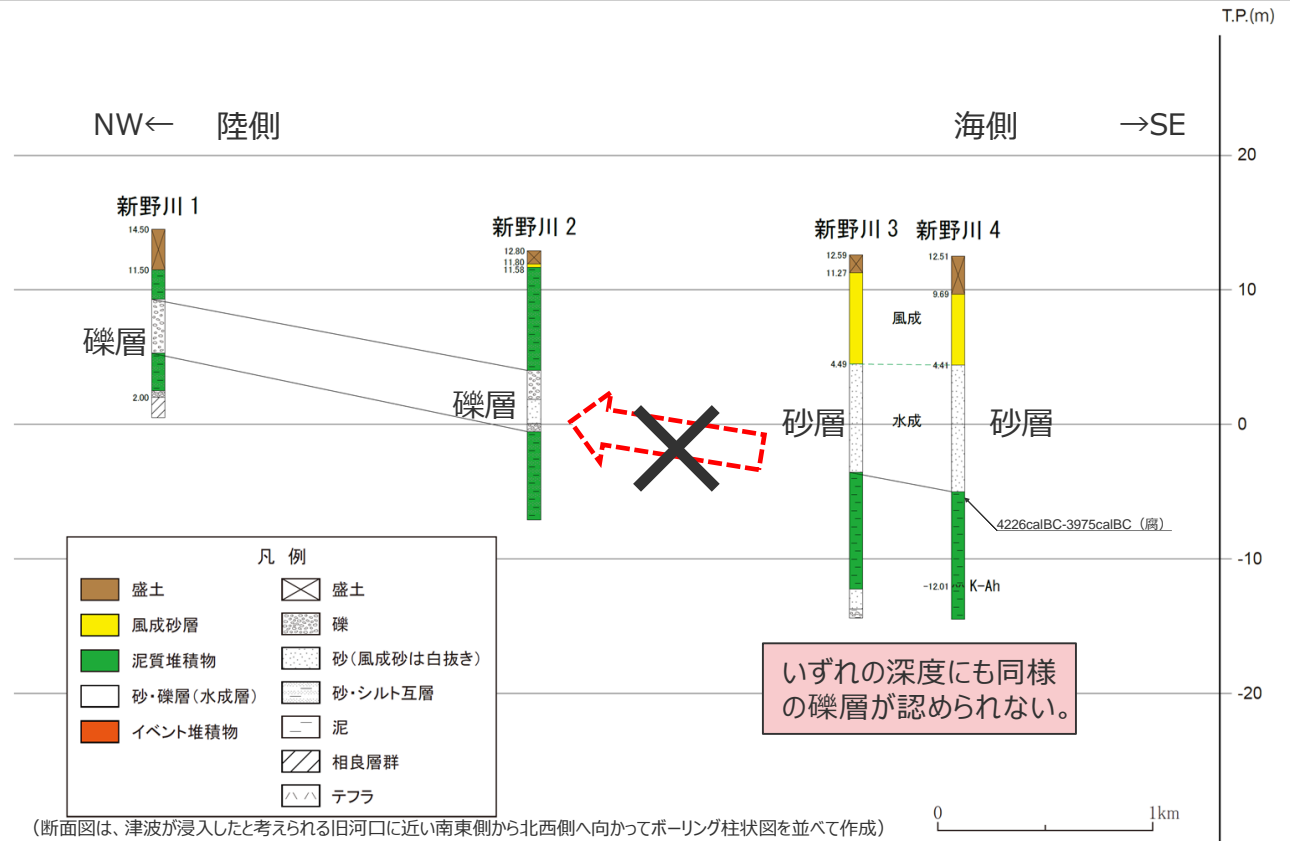 T.P.(m)
NW← 陸側
海側 →SE
20
新野川1
14.50
11.50
礫層
2.00
新野川2
12.80
11.80
11.58
礫層
新野川3
12.59
11.27
4.49
砂層
新野川4
12.51
9.69
4.41
砂層
風成
水成
10
0
4226calBC-3975calBC（腐）
-10
-12.01 K-Ah
いずれの深度にも同様
の礫層が認められない。
-20
凡 例
盛土
風成砂層
泥質堆積物
砂・礫層(水成層)
イベント堆積物
盛土
礫
砂(風成砂は白抜き)
砂・シルト互層
泥
相良層群
テフラ
0 1km
（断面図は、津波が浸入したと考えられる旧河口に近い南東側から北西側へ向かってボーリング柱状図を並べて作成）